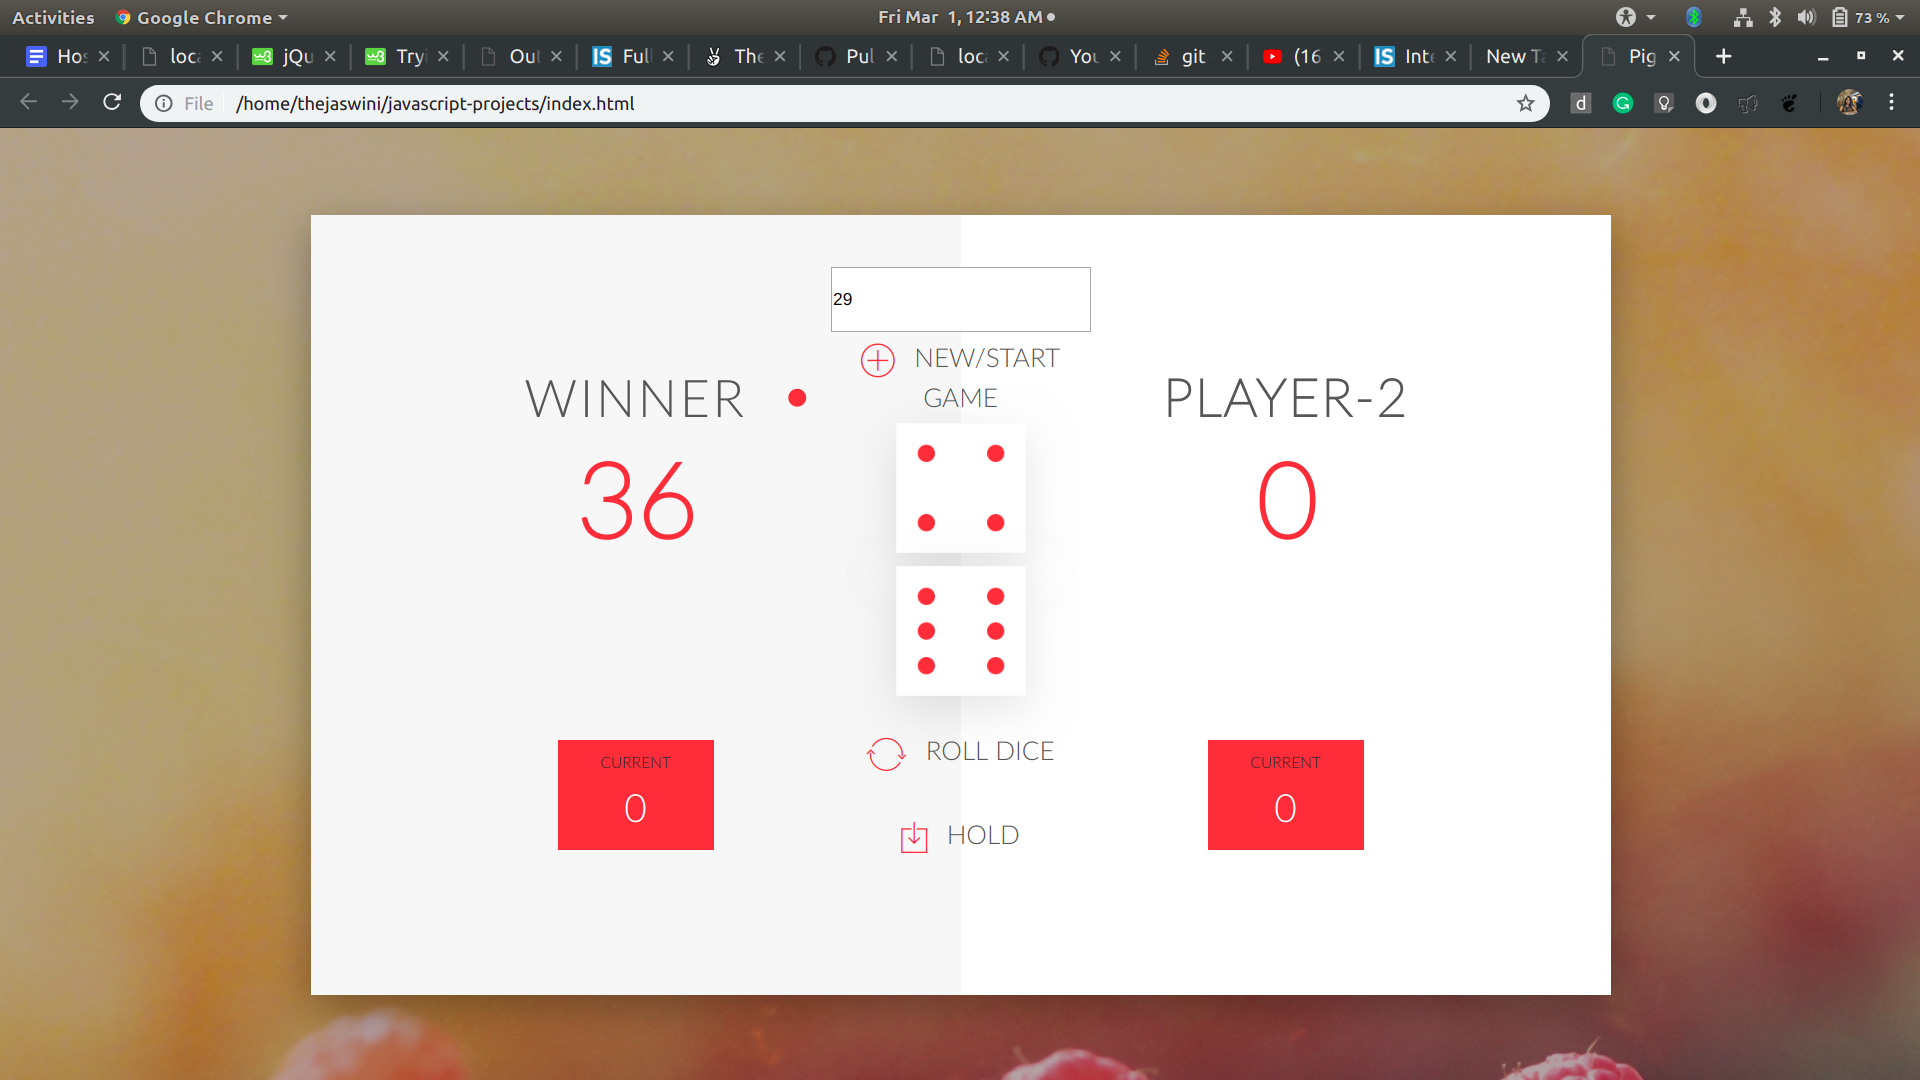 Activities Google Chrome Fri Mar 1, 12:38 AM 73 %
Hos loca jQu Tryi Out Full The Pul loca You git (16 Inte New Ta Pig
File /home/thejaswini/javascript-projects/index.html
29
NEW/START
GAME
WINNER PLAYER-2
36 0
ROLL DICE
CURRENT CURRENT
0 0
HOLD